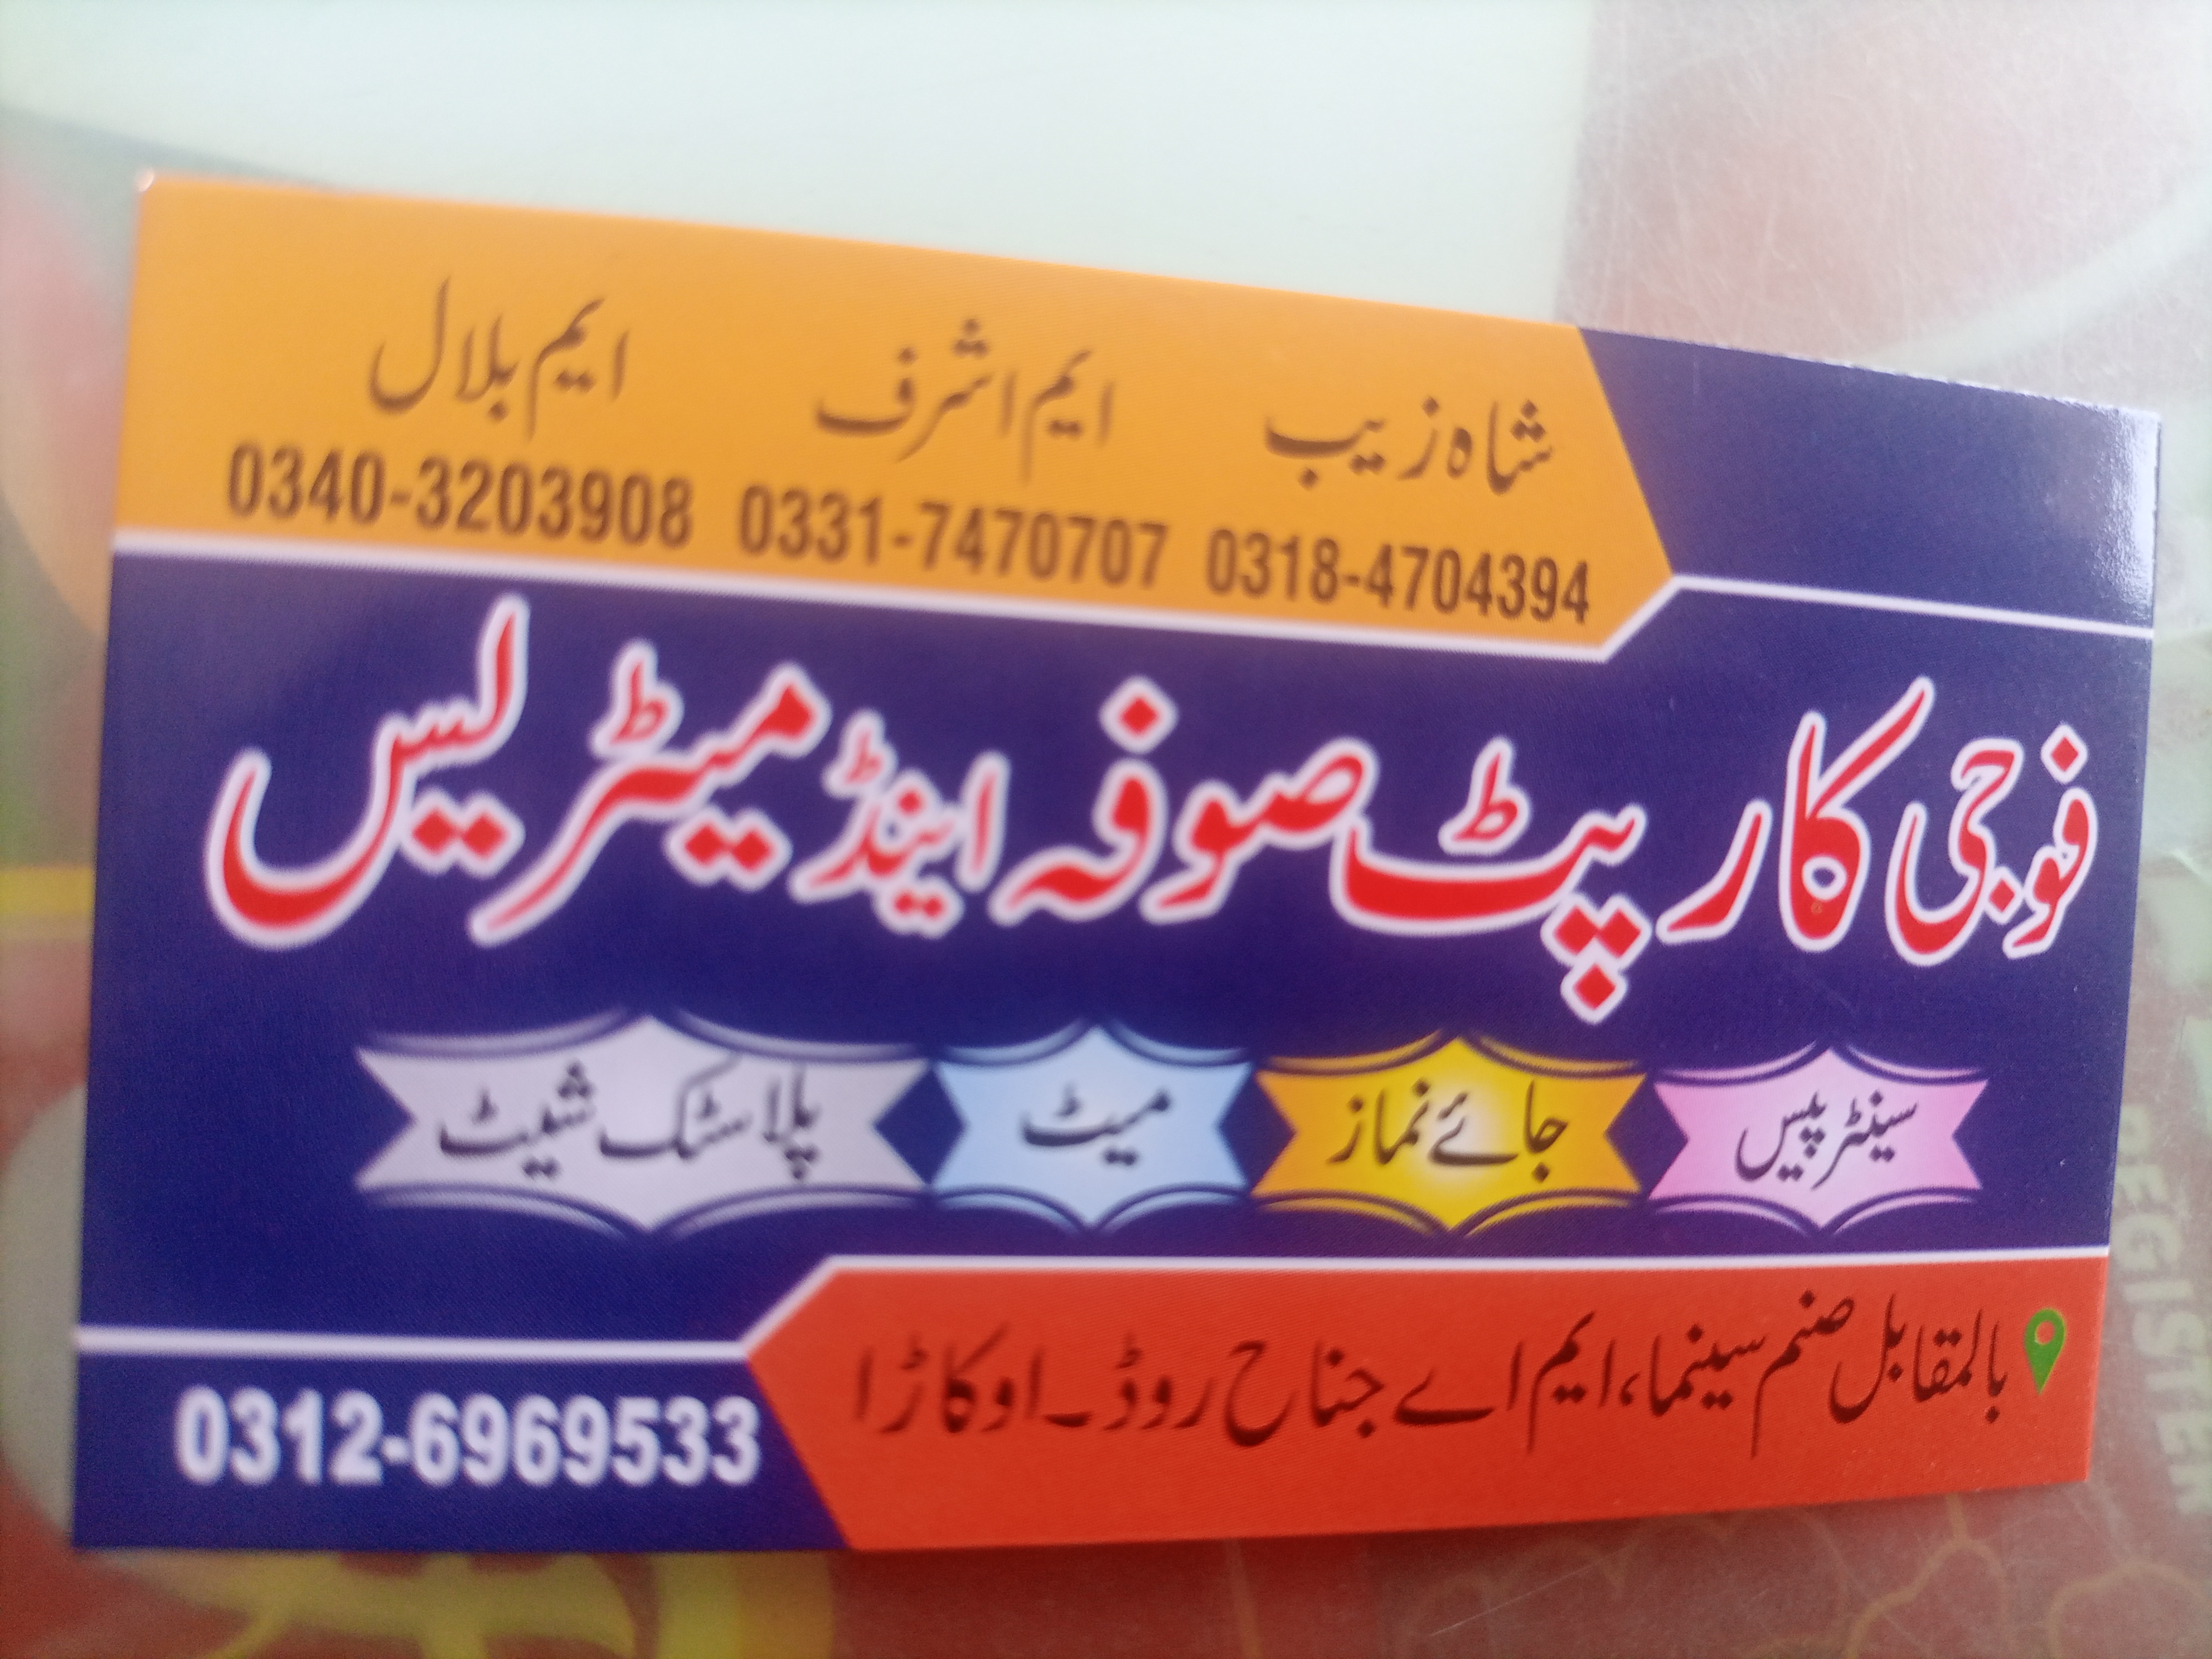 شاہ زیب ایم اشرف ایم بلال
0340-3203908 0331-7470707 0318-4704394
فوجی کارپٹ صوفہ اینڈ میٹریس
سینٹر پیس جائے نماز میٹ پلاسٹک شیٹ
بالمقابل صنم سینما، ایم اے جناح روڈ۔ اوکاڑا
0312-6969533
REGISTER